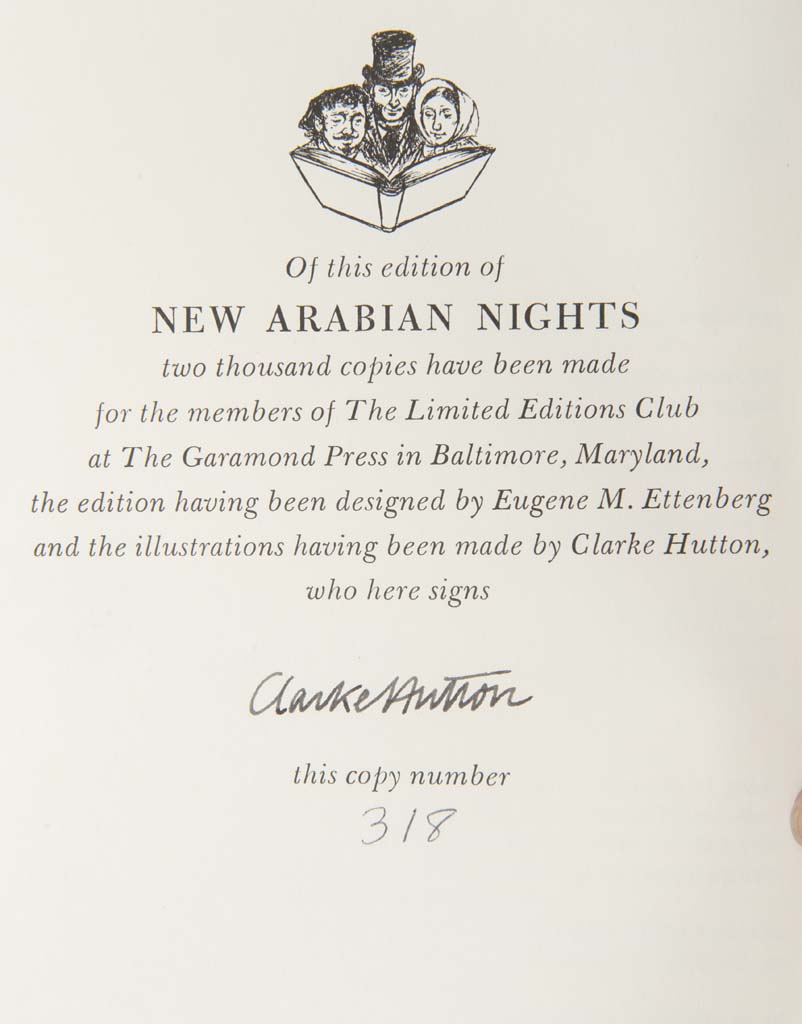 Of this edition of
NEW ARABIAN NIGHTS
two thousand copies have been made
for the members of The Limited Editions Club
at The Garamond Press in Baltimore, Maryland,
the edition having been designed by Eugene M. Ettenberg
and the illustrations having been made by Clarke Hutton,
who here signs
Clarke Hutton
this copy number
318